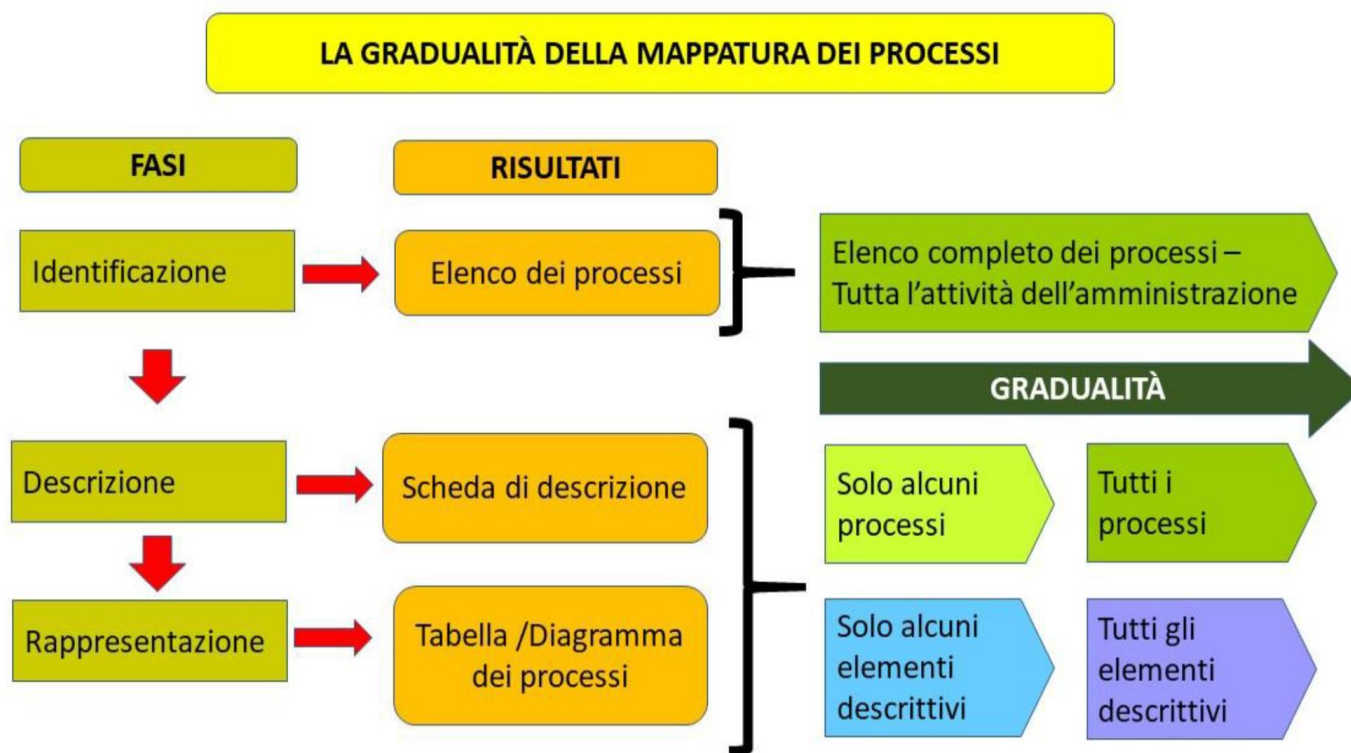 LA GRADUALITÀ DELLA MAPPATURA DEI PROCESSI
FASI
RISULTATI
Identificazione
Elenco dei processi
Elenco completo dei processi –
Tutta l'attività dell'amministrazione
GRADUALITÀ
Descrizione
Scheda di descrizione
Solo alcuni
processi
Tutti i
processi
Rappresentazione
Tabella /Diagramma
dei processi
Solo alcuni
elementi
descrittivi
Tutti gli
elementi
descrittivi